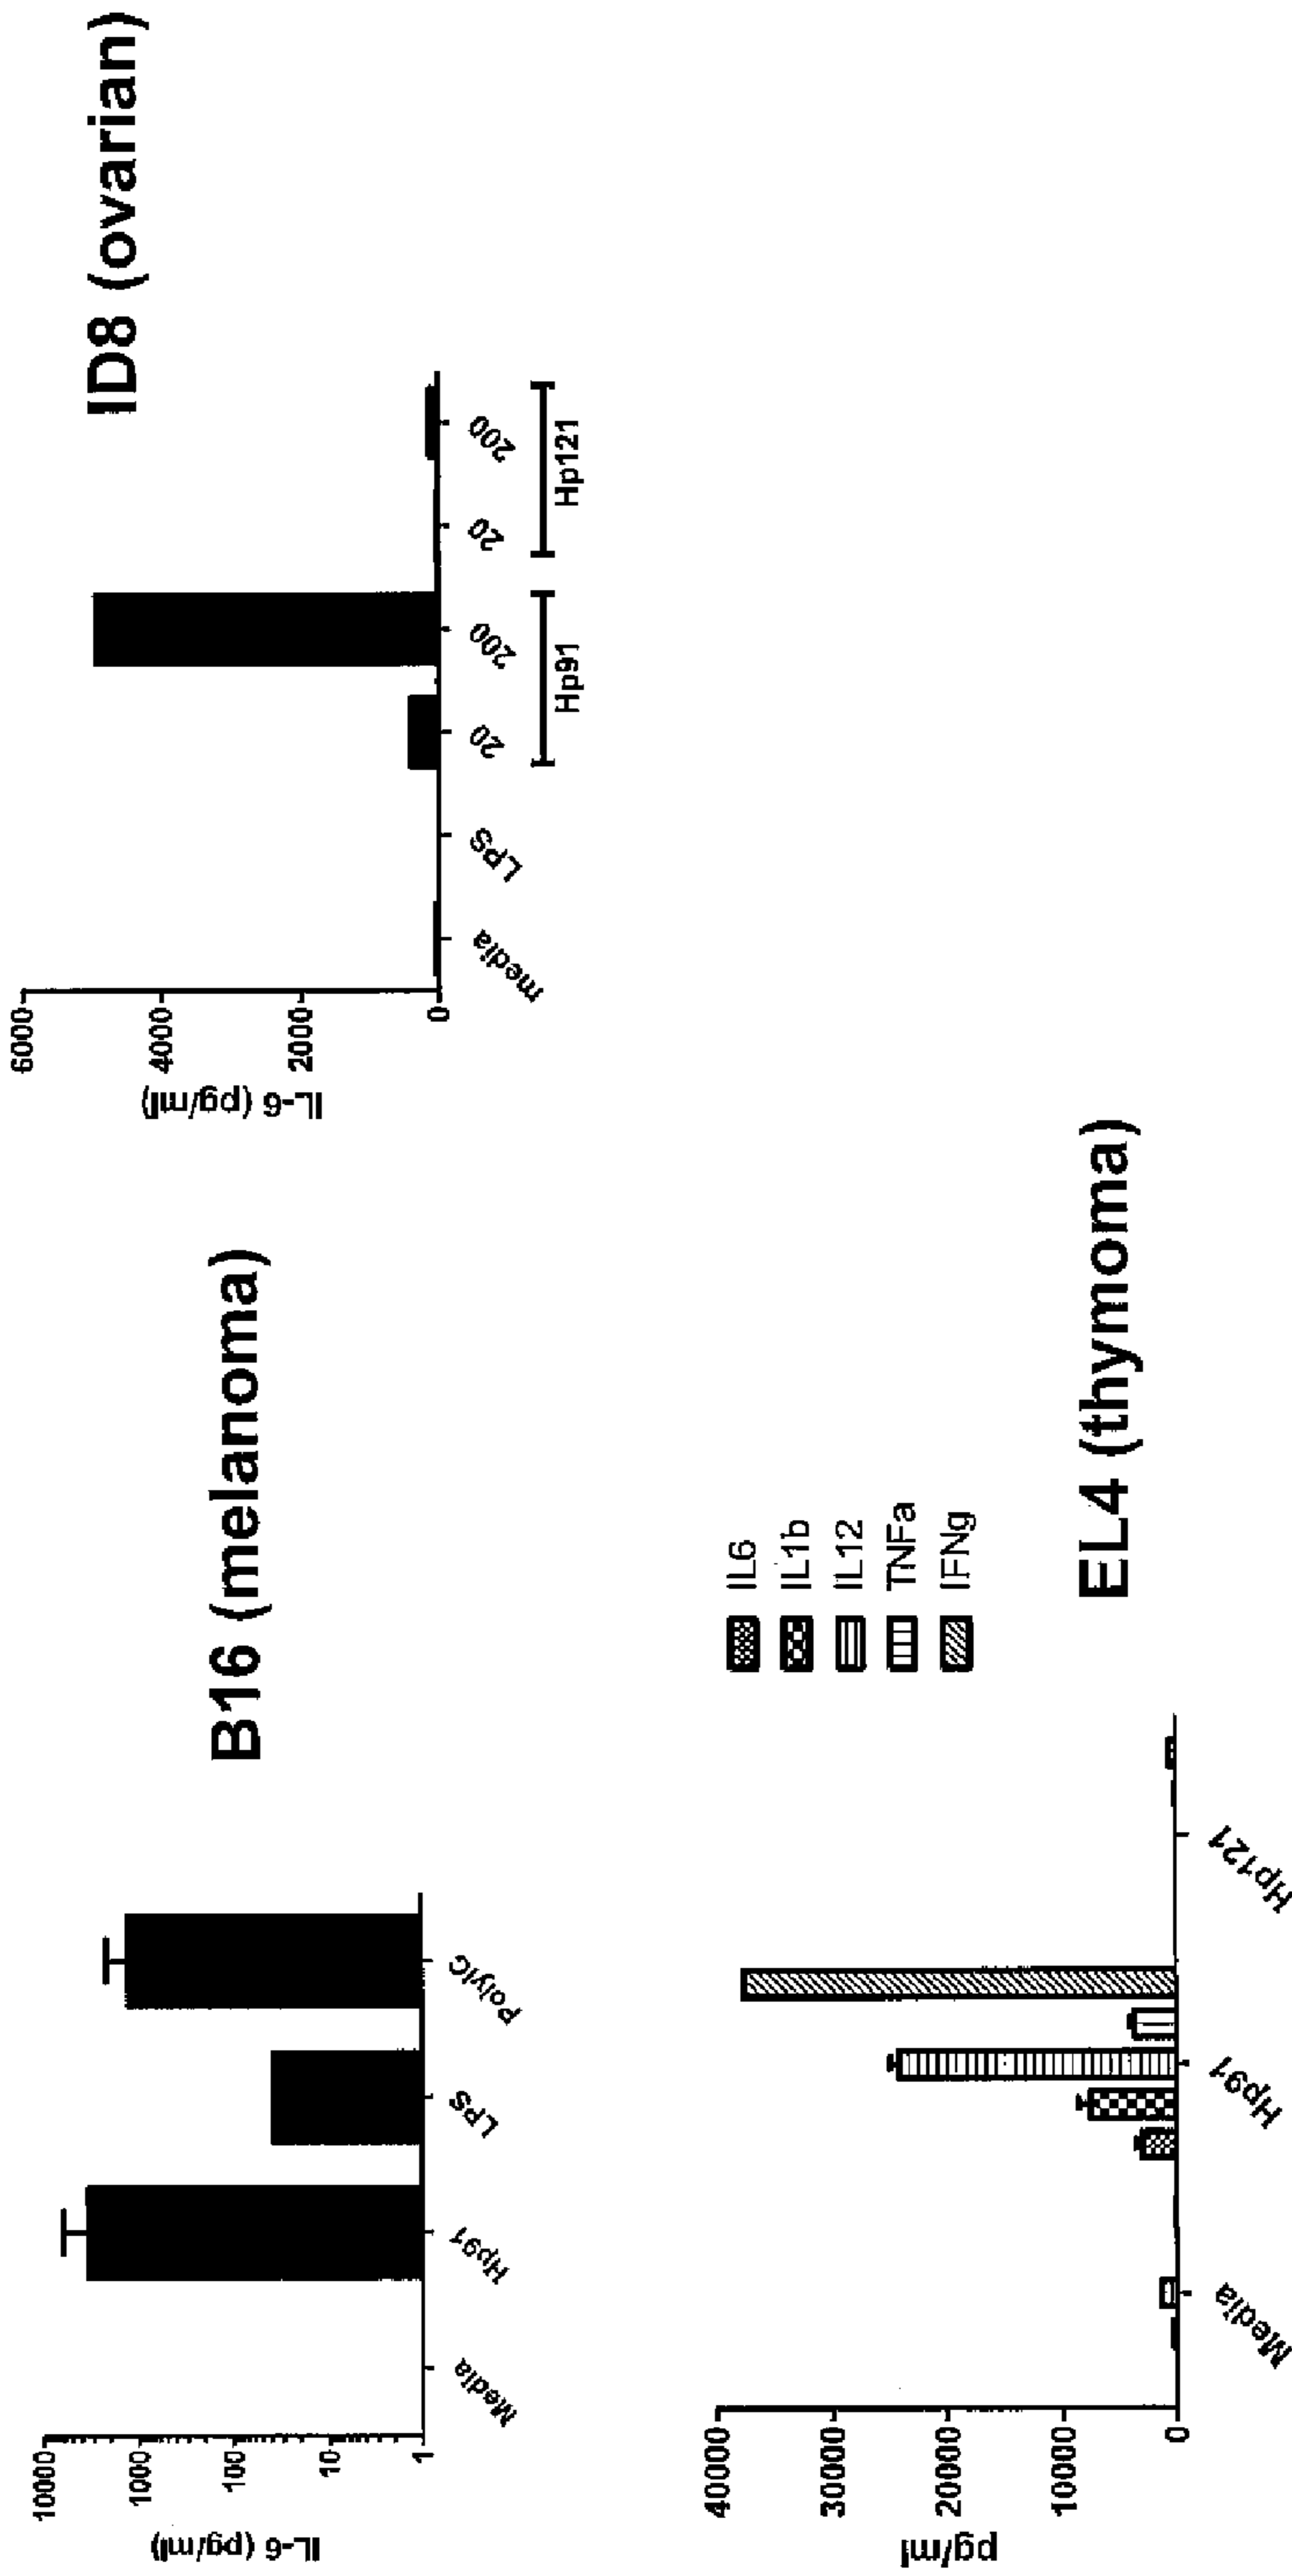 B16 (melanoma)
IL-6 (pg/ml)
10000
1000
100
10
1
Media
Hp91
LPS
PolyIC
ID8 (ovarian)
IL-6 (pg/ml)
6000
4000
2000
0
media
LPS
20
200
20
200
Hp91
Hp121
EL4 (thymoma)
pg/ml
40000
30000
20000
10000
0
Media
Hp91
Hp121
IL6
IL1b
IL12
TNFa
IFNg